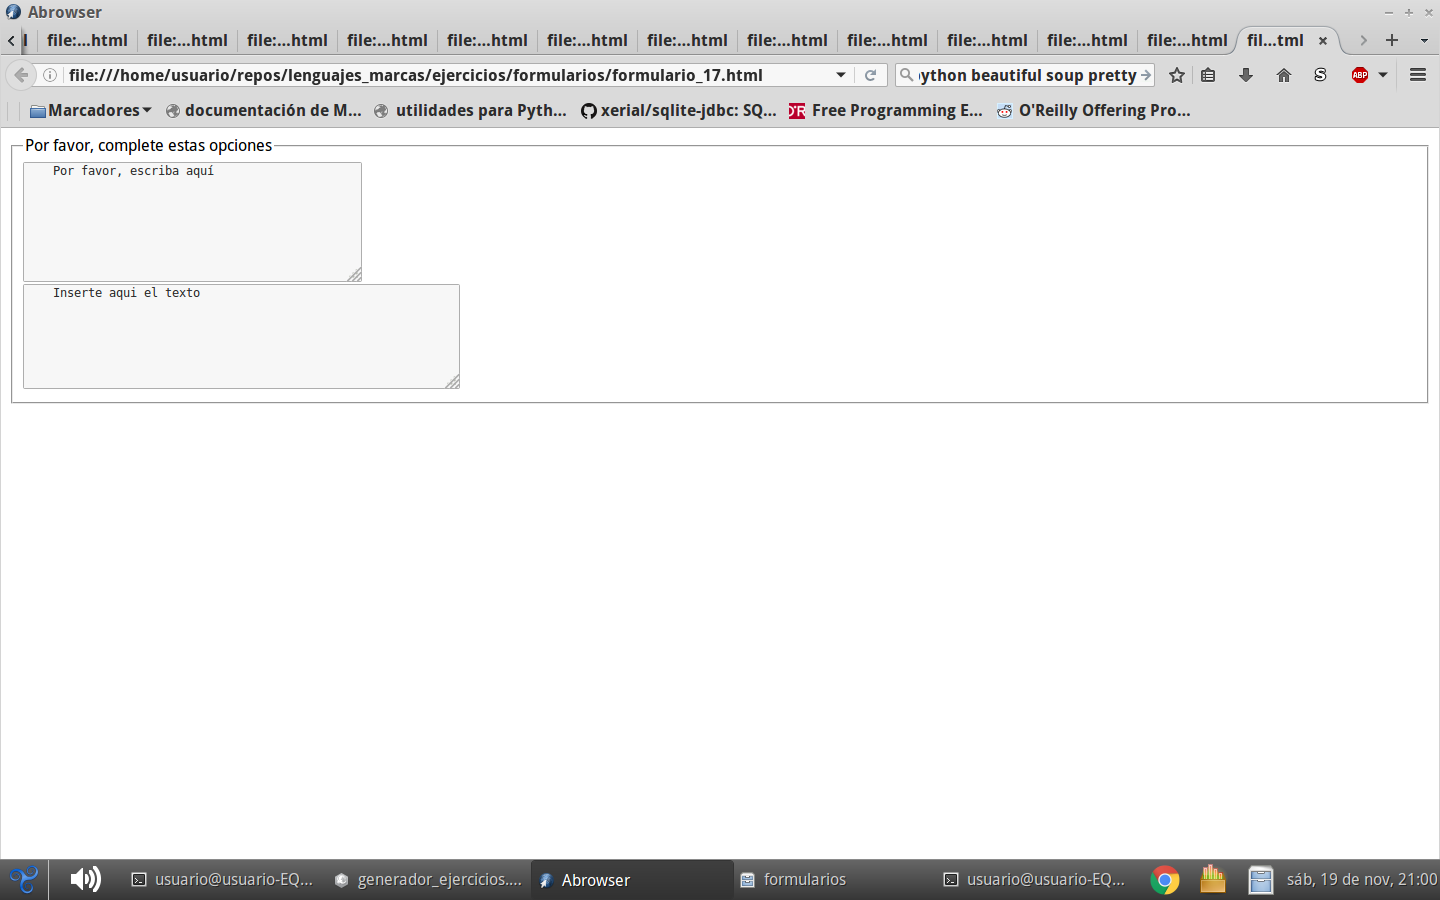 Abrowser
file:...html file:...html file:...html file:...html file:...html file:...html file:...html file:...html file:...html file:...html file:...html file:...html fil...tml
file:///home/usuario/repos/lenguajes_marcas/ejercicios/formularios/formulario_17.html
ython beautiful soup pretty
S
ABP
Marcadores documentación de M... utilidades para Pyth... xerial/sqlite-jdbc: SQ... Free Programming E... O'Reilly Offering Pro...
Por favor, complete estas opciones
Por favor, escriba aquí
Inserte aqui el texto
usuario@usuario-EQ... generador_ejercicios.... Abrowser formularios usuario@usuario-EQ... sáb, 19 de nov, 21:00